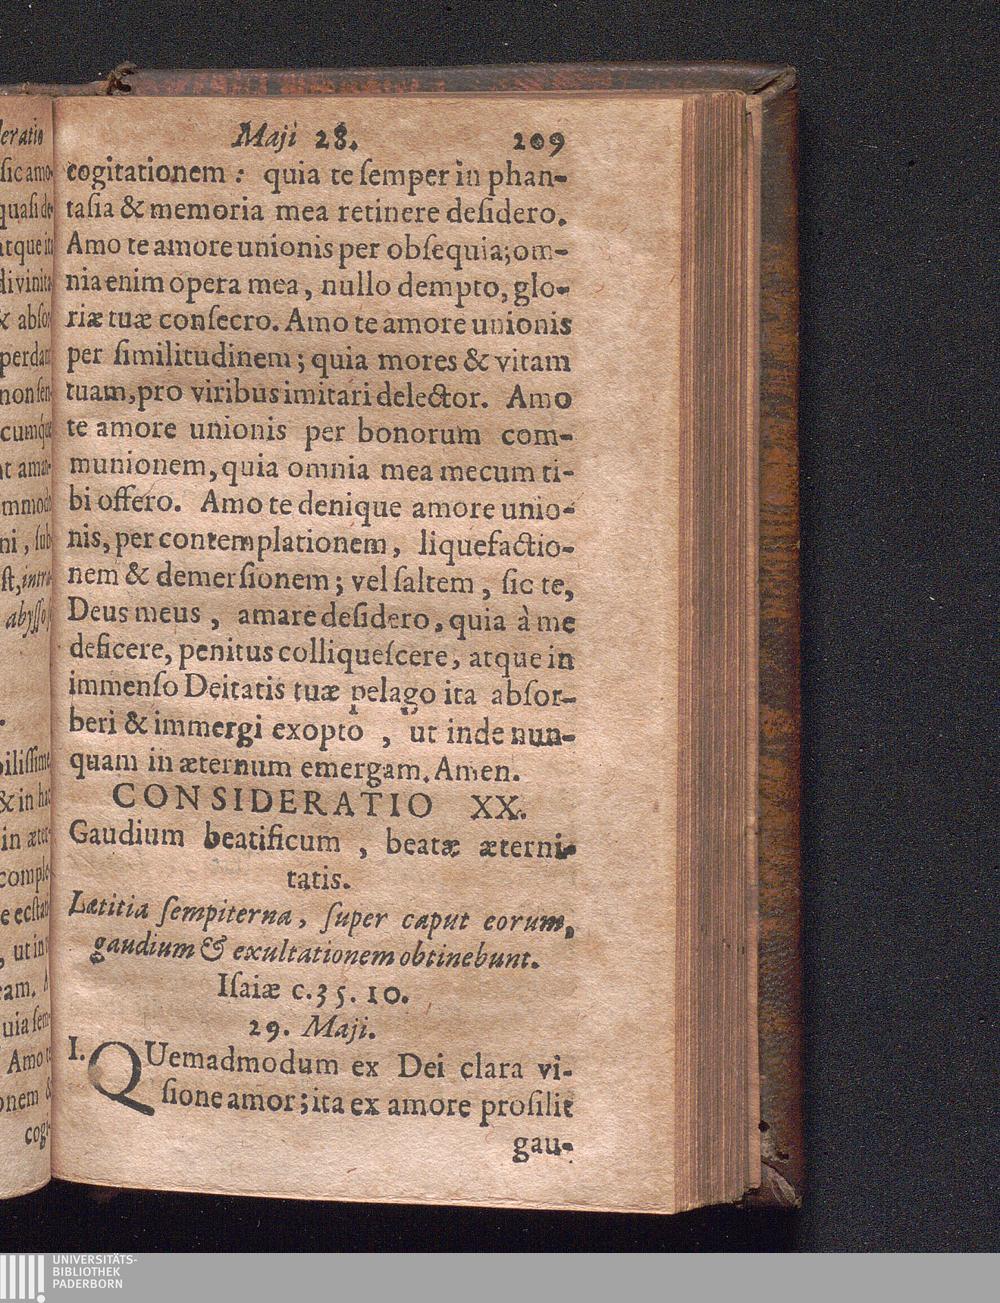 Maji 28. 209
cogitationem : quia te ſemper in phan-
taſia & memoria mea retinere deſidero.
Amo te amore unionis per obſequia; om-
nia enim opera mea, nullo dempto, glo-
riæ tuæ conſecro. Amo te amore unionis
per ſimilitudinem; quia mores & vitam
tuam, pro viribus imitari delector. Amo
te amore unionis per bonorum com-
munionem, quia omnia mea mecum ti-
bi offero. Amo te denique amore unio-
nis, per contemplationem, liquefactio-
nem & demerſionem; vel ſaltem, ſic te,
Deus meus, amare deſidero, quia à me
deficere, penitus colliqueſcere, atque in
immenſo Deitatis tuæ pelago ita abſor-
beri & immergi exopto, ut inde nun-
quam in æternum emergam. Amen.
CONSIDERATIO XX.
Gaudium beatificum, beatæ æterni-
tatis.
Lætitia ſempiterna, ſuper caput eorum,
gaudium & exultationem obtinebunt.
Iſaiæ c. 35. 10.
29. Maji.
I. QUemadmodum ex Dei clara vi-
ſione amor; ita ex amore proſilit
gau-
UNIVERSITÄTS-
BIBLIOTHEK
PADERBORN